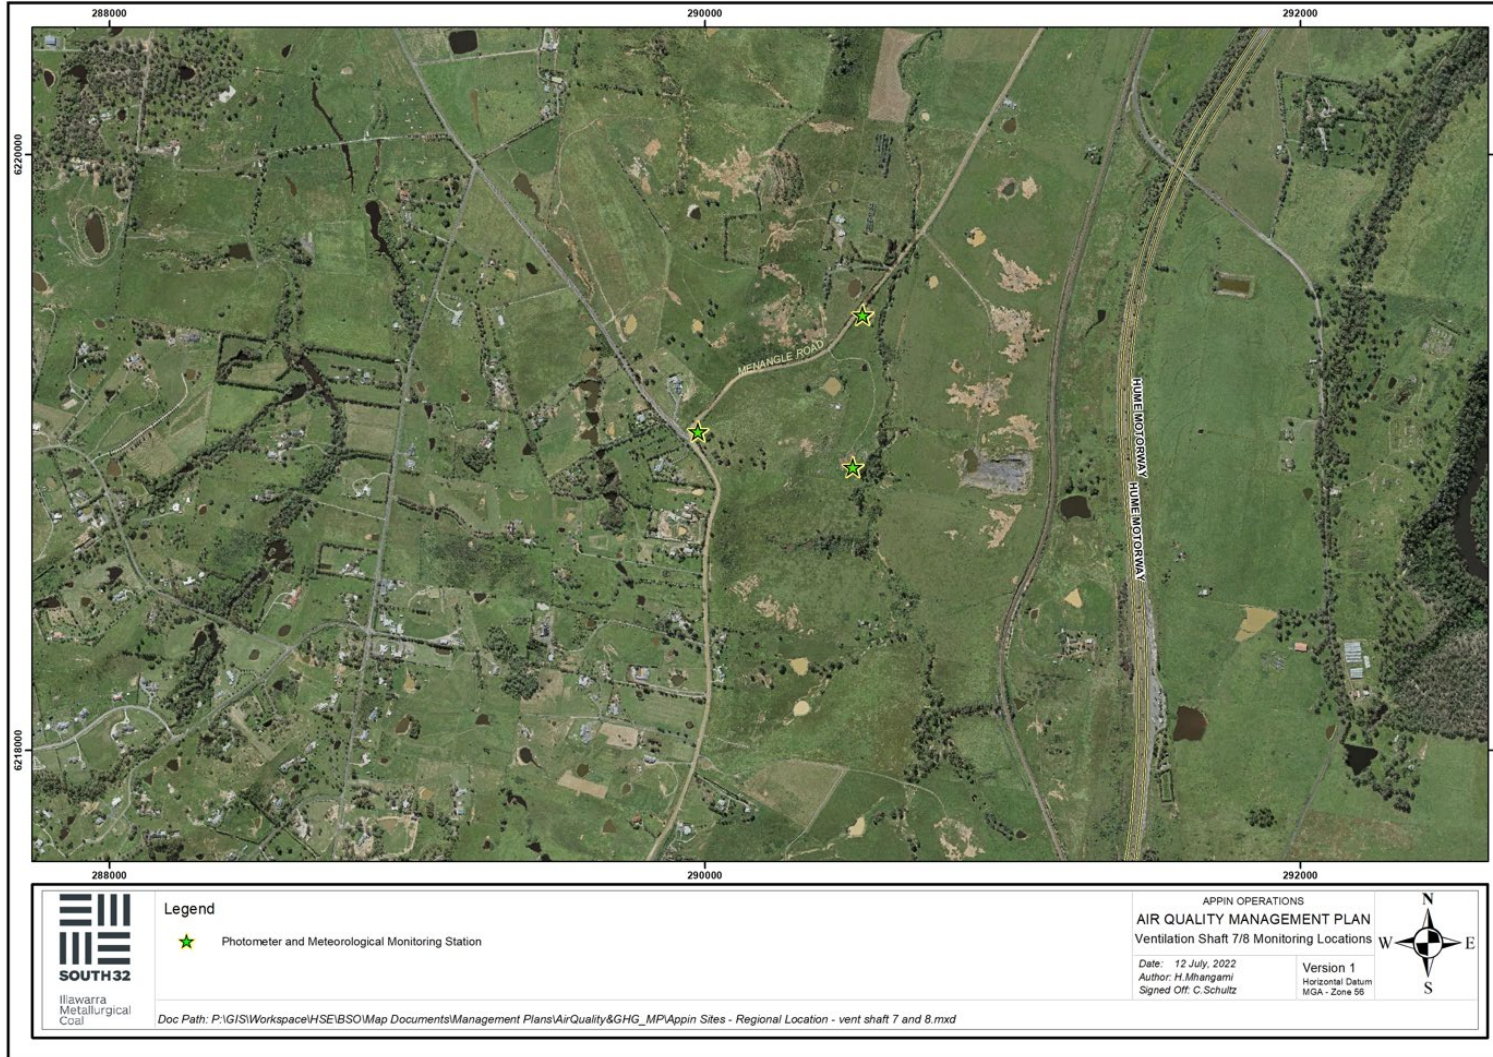 288000
290000
292000
6220000
6218000
MENANGLE ROAD
HUME MOTORWAY
HUME MOTORWAY
288000
290000
292000
SOUTH32
Illawarra
Metallurgical
Coal
Legend
Photometer and Meteorological Monitoring Station
Doc Path: P:\GIS\Workspace\HSE\BSO\Map Documents\Management Plans\AirQuality&GHG_MP\Appin Sites - Regional Location - vent shaft 7 and 8.mxd
APPIN OPERATIONS
AIR QUALITY MANAGEMENT PLAN
Ventilation Shaft 7/8 Monitoring Locations
Date: 12 July, 2022
Author: H.Mhangami
Signed Off: C.Schultz
Version 1
Horizontal Datum
MGA - Zone 56
N
W E
S